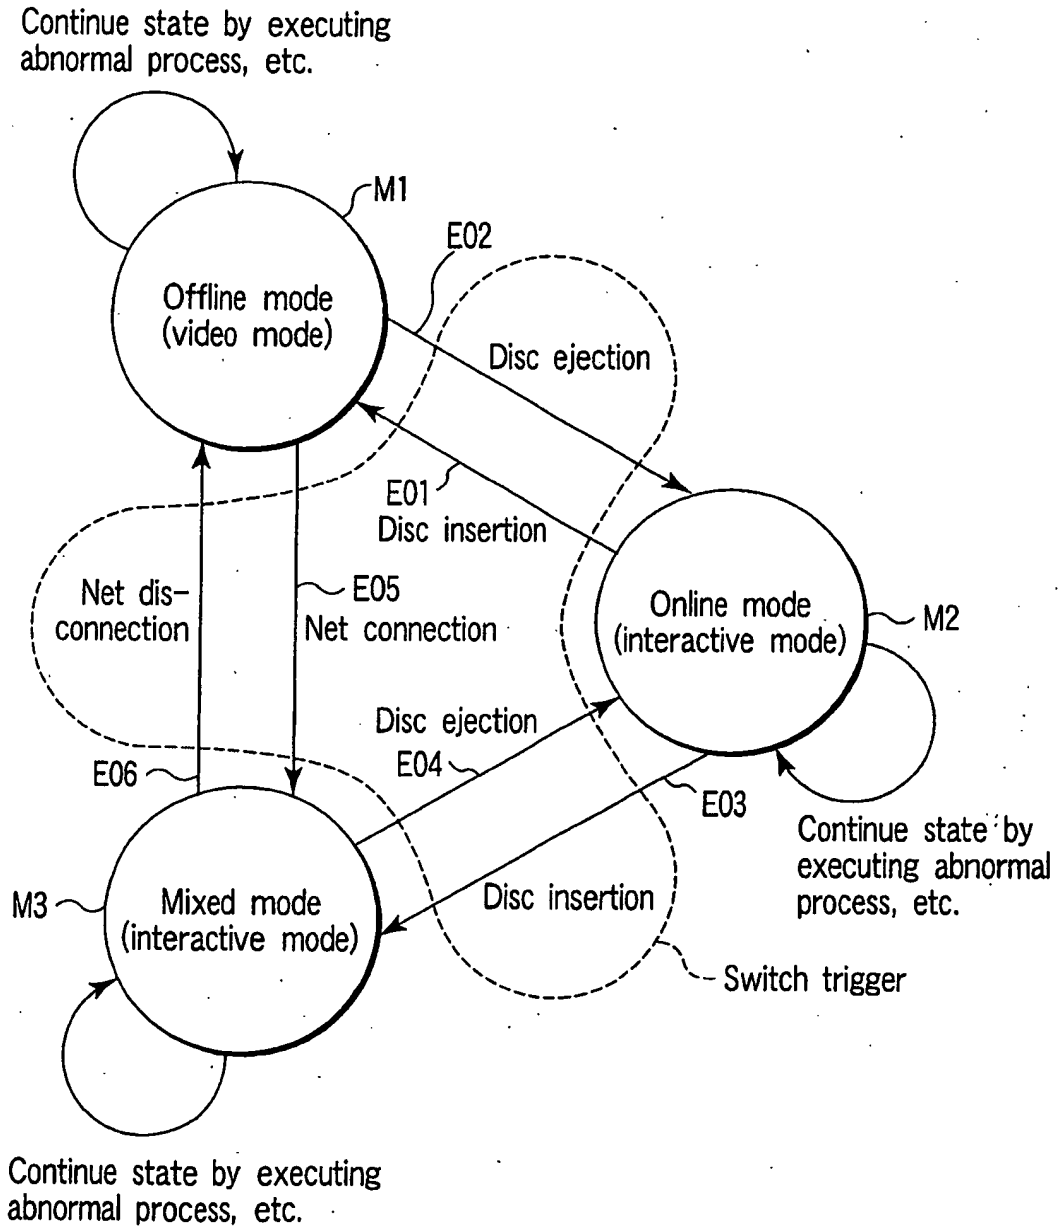 Continue state by executing
abnormal process, etc.
M1
E02
Offline mode
(video mode)
Disc ejection
E01
Disc insertion
Net dis-
connection
E05
Net connection
Online mode
(interactive mode)
M2
Disc ejection
E04
E06
E03
Continue state by
executing abnormal
process, etc.
M3
Mixed mode
(interactive mode)
Disc insertion
Switch trigger
Continue state by executing
abnormal process, etc.